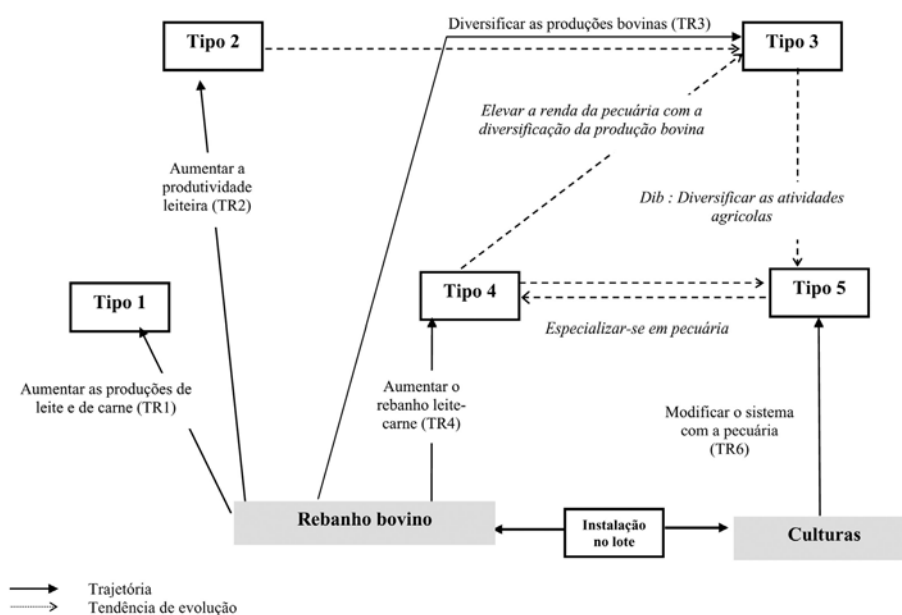 Diversificar as produções bovinas (TR3)
Tipo 2
Tipo 3
Elevar a renda da pecuária com a
diversificação da produção bovina
Aumentar a
produtividade
leiteira (TR2)
Dib : Diversificar as atividades
agricolas
Tipo 1
Tipo 4
Tipo 5
Especializar-se em pecuária
Aumentar as produções de
leite e de carne (TR1)
Aumentar o
rebanho leite-
carne (TR4)
Modificar o sistema
com a pecuária
(TR6)
Rebanho bovino
Instalação
no lote
Culturas
Trajetória
Tendência de evolução